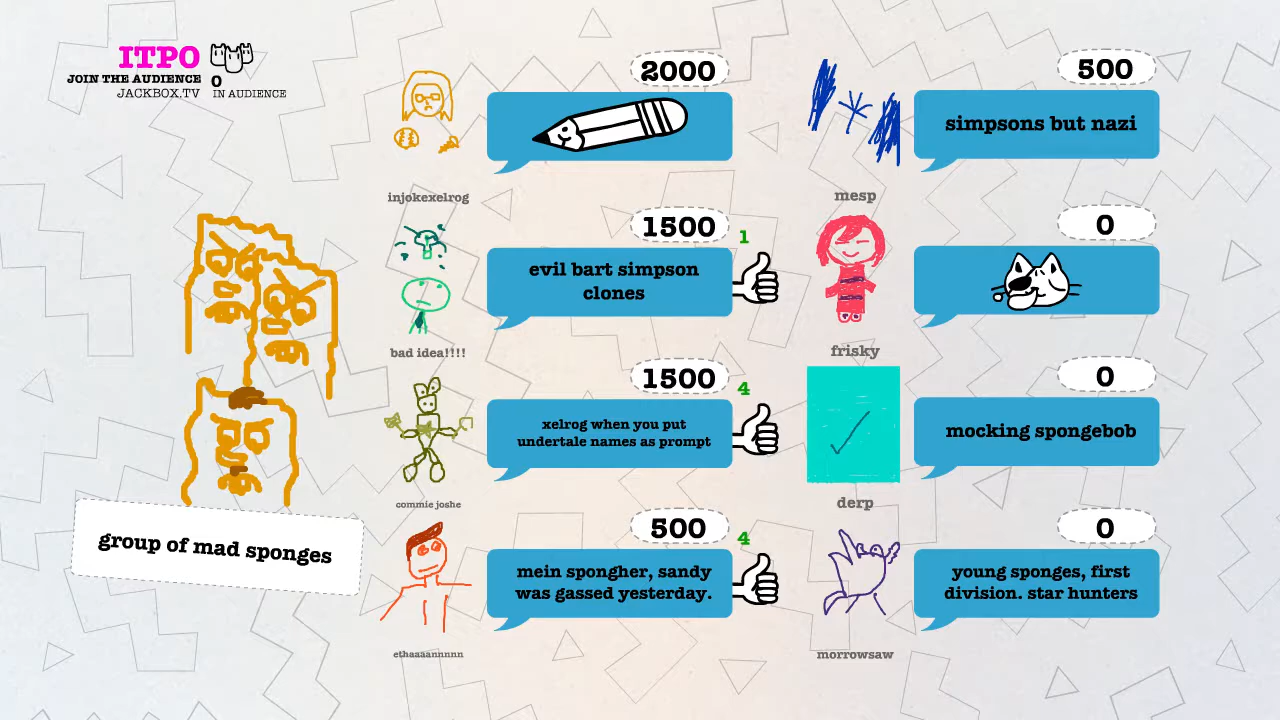 ITPO
JOIN THE AUDIENCE
JACKBOX.TV
0
IN AUDIENCE
group of mad sponges
2000
injokexelrog
1500
1
evil bart simpson
clones
bad idea!!!!
1500
4
xelrog when you put
undertale names as prompt
commie joshe
500
4
mein spongher, sandy
was gassed yesterday.
ethaaaannnnn
500
simpsons but nazi
mesp
0
frisky
0
mocking spongebob
derp
0
young sponges, first
division. star hunters
morrowsaw